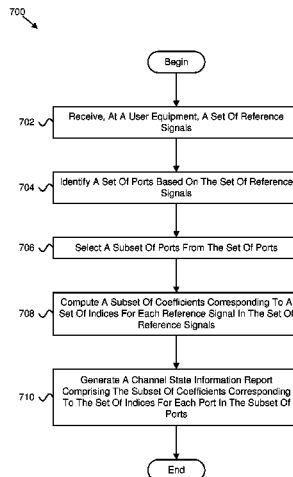 700
Begin
702
Receive, At A User Equipment, A Set Of Reference
Signals
704
Identify A Set Of Ports Based On The Set Of Reference
Signals
706
Select A Subset Of Ports From The Set Of Ports
708
Compute A Subset Of Coefficients Corresponding To A
Set Of Indices For Each Reference Signal In The Set Of
Reference Signals
710
Generate A Channel State Information Report
Comprising The Subset Of Coefficients Corresponding
To The Set Of Indices For Each Port In The Subset Of
Ports
End